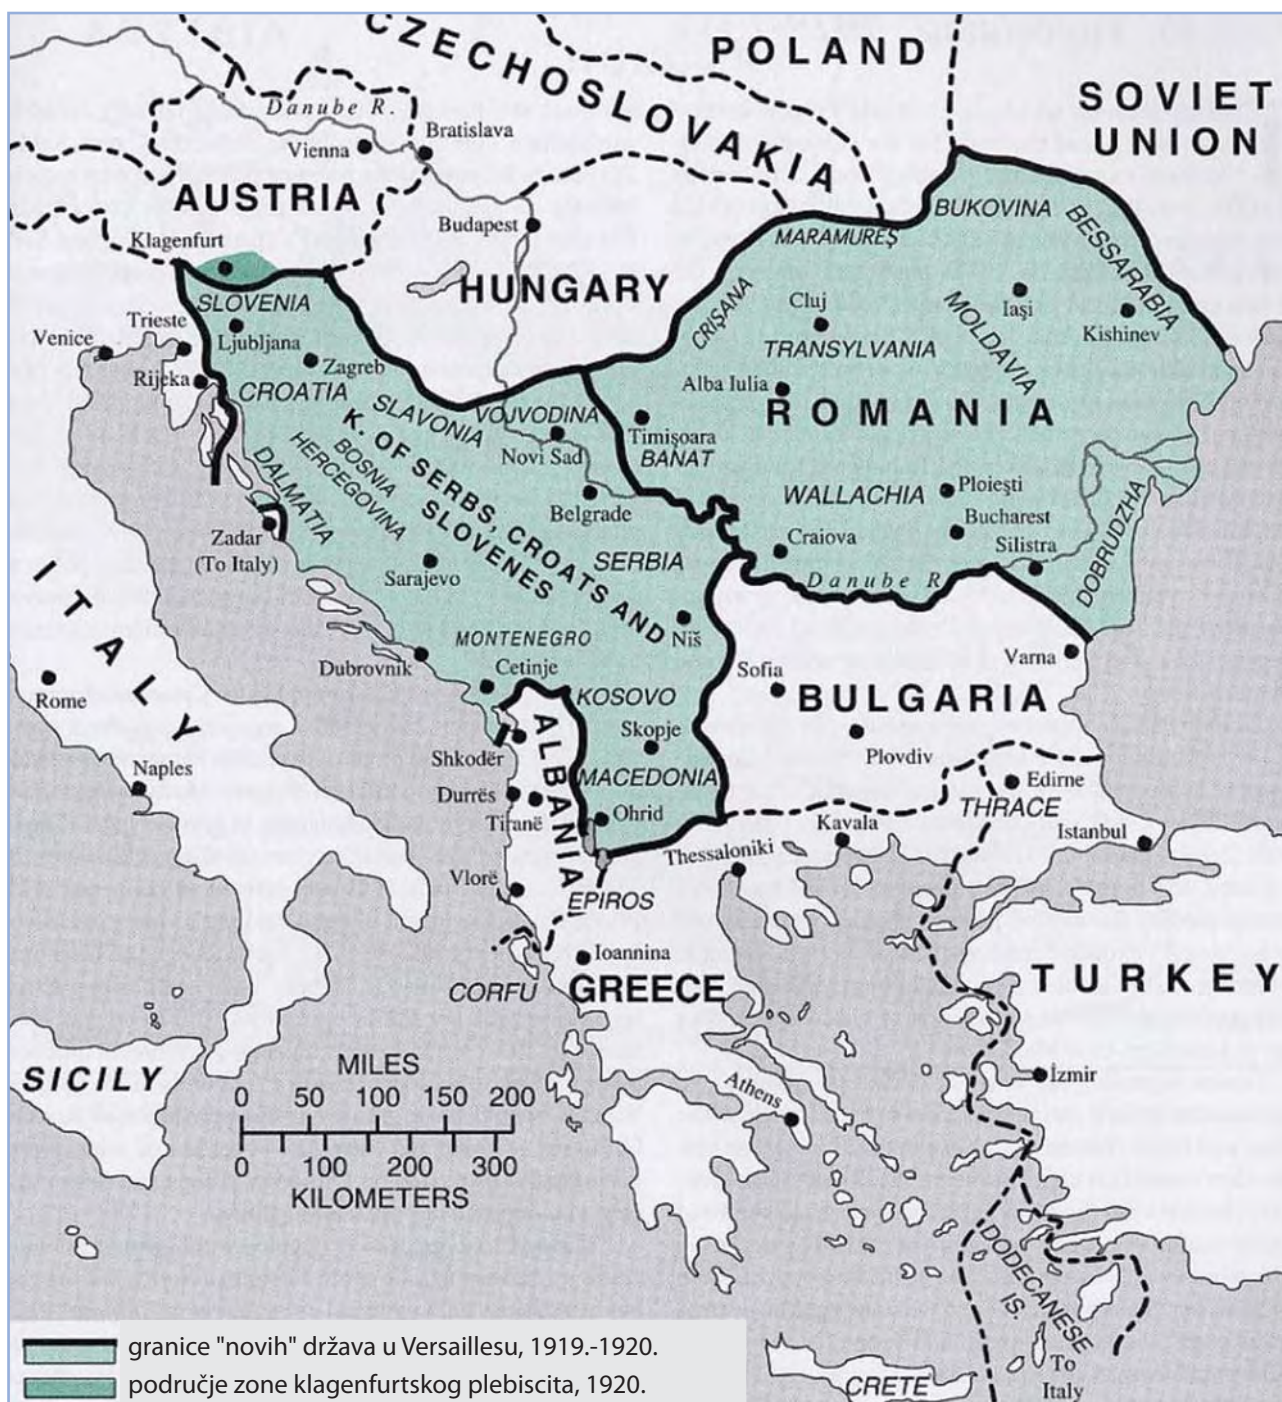 CZECHOSLOVAKIA
POLAND
SOVIET
UNION
Danube R.
Bratislava
Vienna
AUSTRIA
BUKOVINA
BESSARABIA
Klagenfurt
Budapest
MARAMUREŞ
HUNGARY
SLOVENIA
CRIŞANA
Cluj
MOLDAVIA
Iaşi
Trieste
Kishinev
Venice
Ljubljana
TRANSYLVANIA
Rijeka
Zagreb
Alba Iulia
CROATIA
SLAVONIA
VOJVODINA
ROMANIA
Timişoara
BANAT
Novi Sad
BOSNIA
HERCEGOVINA
DALMATIA
K. OF SERBS, CROATS AND
SLOVENES
WALLACHIA
Ploieşti
Belgrade
Bucharest
Zadar
(To Italy)
Craiova
Silistra
SERBIA
Sarajevo
Danube R
DOBRUDZHA
ITALY
Niš
MONTENEGRO
Dubrovnik
Cetinje
Sofia
Varna
Rome
KOSOVO
BULGARIA
Skopje
Shkodër
ALBANIA
Plovdiv
Naples
MACEDONIA
Edirne
Durrës
THRACE
Tiranë
Ohrid
Kavala
Istanbul
Thessaloniki
Vlorë
EPIROS
Ioannina
CORFU
GREECE
TURKEY
SICILY
MILES
0 50 100 150 200
0 100 200 300
KILOMETERS
Athens
İzmir
DODECANESE
IS.
To
Italy
CRETE
granice "novih" država u Versaillesu, 1919.-1920.
područje zone klagenfurtskog plebiscita, 1920.